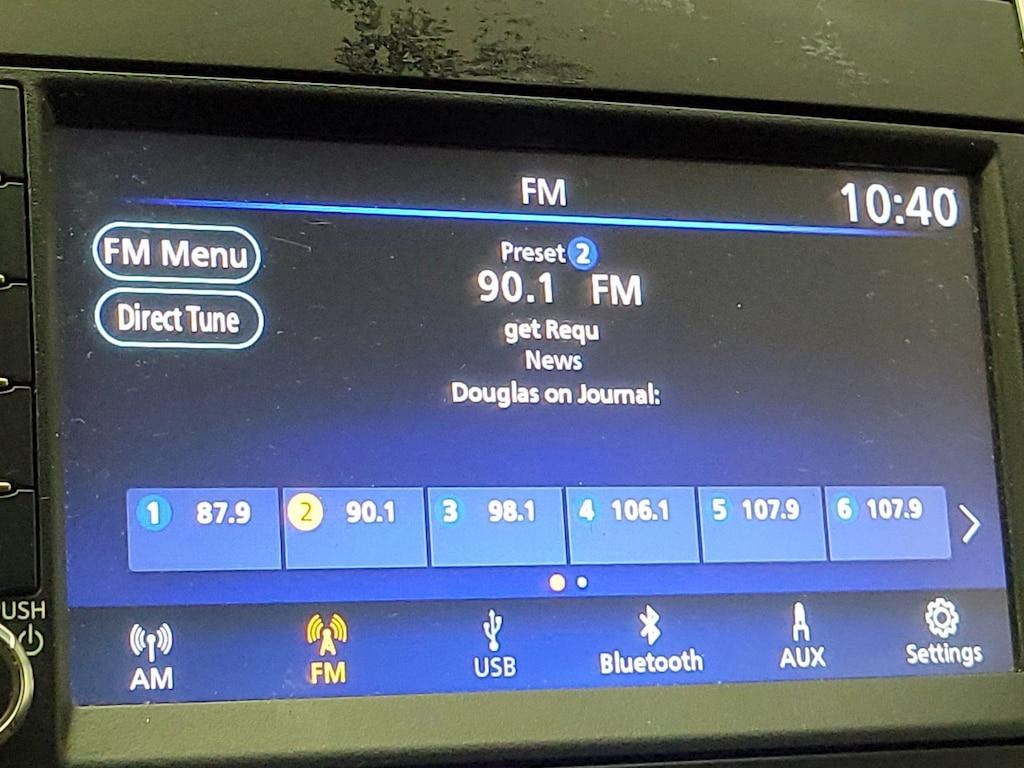 FM
10:40
FM Menu
Direct Tune
Preset 2
90.1 FM
get Requ
News
Douglas on Journal:
1 87.9 2 90.1 3 98.1 4 106.1 5 107.9 6 107.9
AM FM USB Bluetooth AUX Settings
USH